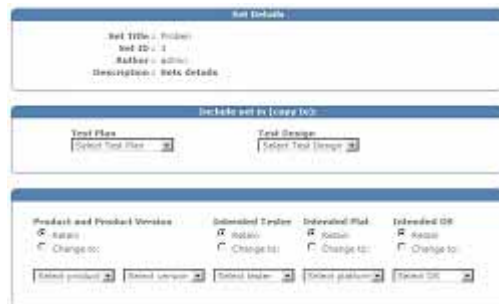 Set Details
Set Title :
Set ID : 3
Author : admin
Description : Sets details
Include set in (copy to):
Test Plan Test Design
Select Test Plan Select Test Design
Product and Product Version Intended Tester Intended Plat Intended OS
Retain Retain Retain Retain
Change to: Change to: Change to: Change to:
Select product Select version Select tester Select platform Select OS